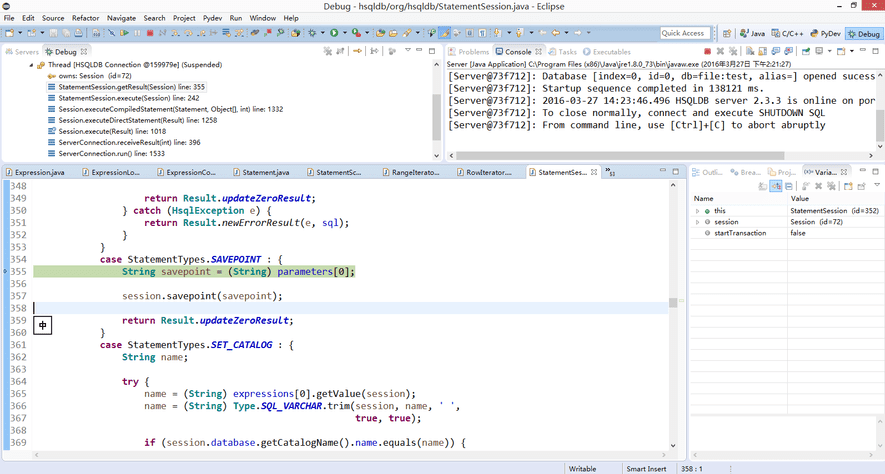 Debug - hsqldb/org/hsqldb/StatementSession.java - Eclipse
File Edit Source Refactor Navigate Search Project Pydev Run Window Help
Quick Access Java C/C++ PyDev Debug
Servers Debug
Thread [HSQLDB Connection @159979e] (Suspended)
owns: Session (id=72)
StatementSession.getResult(Session) line: 355
StatementSession.execute(Session) line: 242
Session.executeCompiledStatement(Statement, Object[], int) line: 1332
Session.executeDirectStatement(Result) line: 1258
Session.execute(Result) line: 1018
ServerConnection.receiveResult(int) line: 396
ServerConnection.run() line: 1533
Problems Console Tasks Executables
Server [Java Application] C:\Program Files (x86)\Java\jre1.8.0_73\bin\javaw.exe (2016年3月27日 下午2:21:27)
[Server@73f712]: Database [index=0, id=0, db=file:test, alias=] opened sucess
[Server@73f712]: Startup sequence completed in 138121 ms.
[Server@73f712]: 2016-03-27 14:23:46.496 HSQLDB server 2.3.3 is online on por
[Server@73f712]: To close normally, connect and execute SHUTDOWN SQL
[Server@73f712]: From command line, use [Ctrl]+[C] to abort abruptly
Expression.java ExpressionLo... ExpressionCo... Statement.java StatementSc... RangeIterato... RowIterator.... StatementSes... 53
348
349 return Result.updateZeroResult;
350 } catch (HsqlException e) {
351 return Result.newErrorResult(e, sql);
352 }
353 }
354 case StatementTypes.SAVEPOINT : {
355 String savepoint = (String) parameters[0];
356
357 session.savepoint(savepoint);
358
359 return Result.updateZeroResult;
中
360 }
361 case StatementTypes.SET_CATALOG : {
362 String name;
363
364 try {
365 name = (String) expressions[0].getValue(session);
366 name = (String) Type.SQL_VARCHAR.trim(session, name, ' ',
367 true, true);
368
369 if (session.database.getCatalogName().name.equals(name)) {
Outli... Brea... Proj... Varia...
Name Value
this StatementSession (id=352)
session Session (id=72)
startTransaction false
Writable Smart Insert 358 : 1